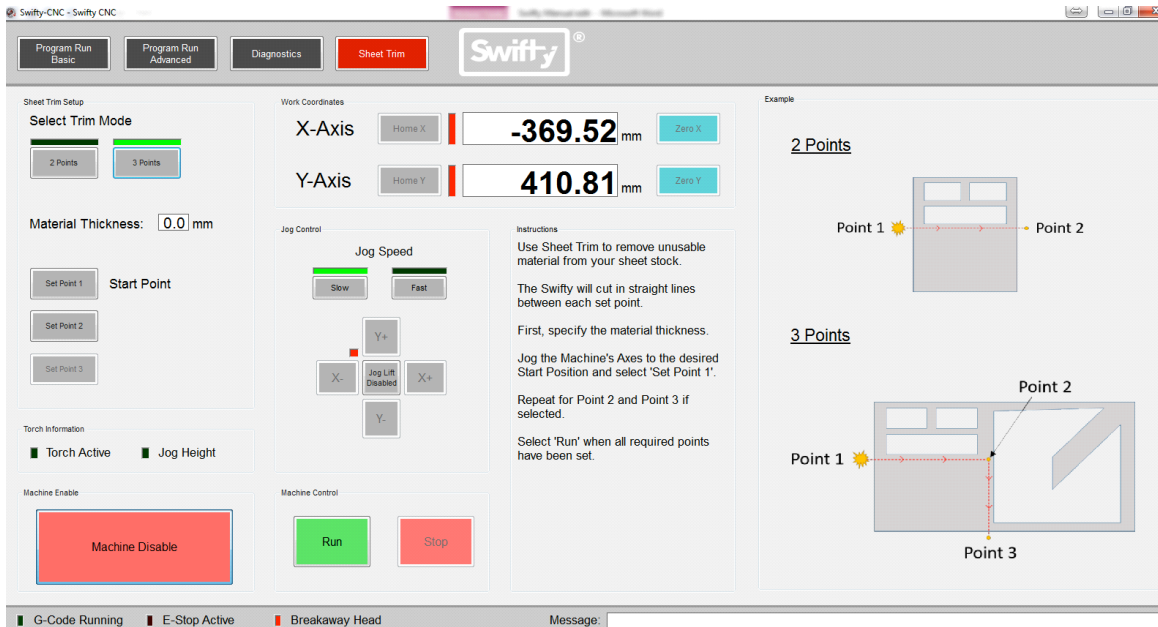 Swifty-CNC - Swifty CNC
Program Run
Basic
Program Run
Advanced
Diagnostics
Sheet Trim
Swifty®
Sheet Trim Setup
Select Trim Mode
2 Points
3 Points
Material Thickness: 0.0 mm
Set Point 1 Start Point
Set Point 2
Set Point 3
Torch Information
Torch Active
Jog Height
Machine Enable
Machine Disable
Work Coordinates
X-Axis Home X -369.52 mm Zero X
Y-Axis Home Y 410.81 mm Zero Y
Jog Control
Jog Speed
Slow
Fast
Y+
X-
Jog Lift
Disabled
X+
Y-
Machine Control
Run
Stop
Instructions
Use Sheet Trim to remove unusable
material from your sheet stock.
The Swifty will cut in straight lines
between each set point.
First, specify the material thickness.
Jog the Machine's Axes to the desired
Start Position and select 'Set Point 1'.
Repeat for Point 2 and Point 3 if
selected.
Select 'Run' when all required points
have been set.
Example
2 Points
Point 1
Point 2
3 Points
Point 2
Point 1
Point 3
G-Code Running
E-Stop Active
Breakaway Head
Message: